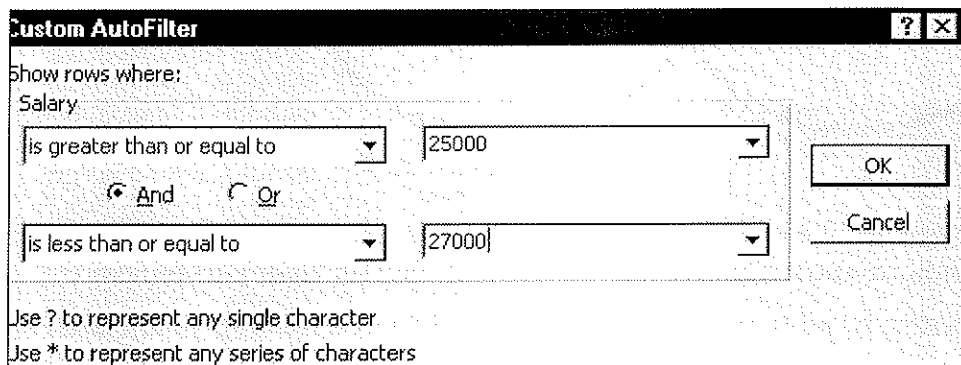 Custom AutoFilter
Show rows where:
Salary
is greater than or equal to 25000
And Or
OK
is less than or equal to 27000
Cancel
Use ? to represent any single character
Use * to represent any series of characters